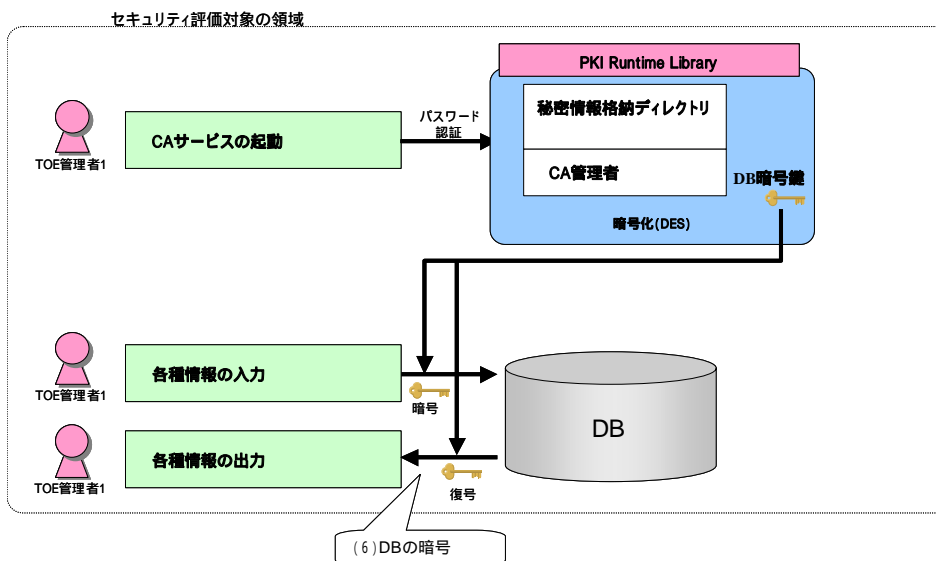 セキュリティ評価対象の領域
PKI Runtime Library
秘密情報格納ディレクトリ
CA管理者
DB暗号鍵
暗号化(DES)
TOE管理者1
CAサービスの起動
パスワード
認証
TOE管理者1
各種情報の入力
暗号
DB
TOE管理者1
各種情報の出力
復号
(6)DBの暗号